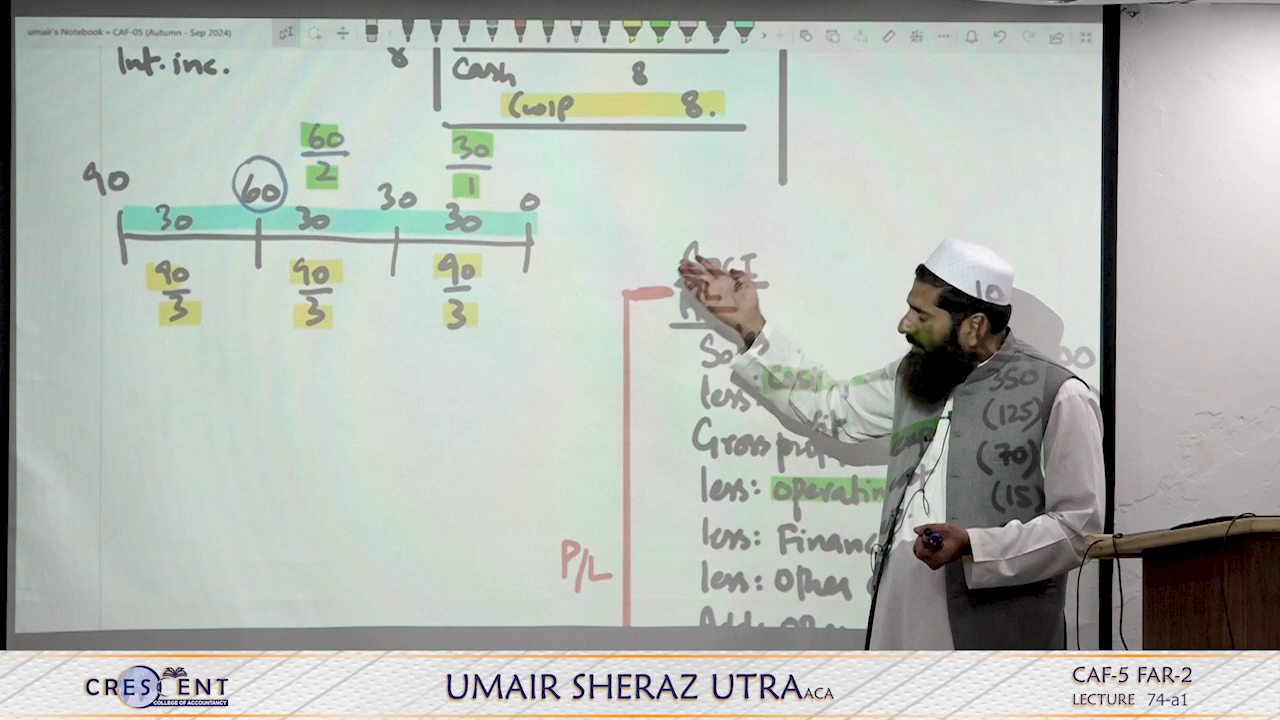 umair's Notebook • CAF-05 (Autumn - Sep 2024)
Int. inc. 8
Cash 8
Cwip 8.
60/2 30/1
90 60 30 0
30 30 30
90/3 90/3 90/3
10
less: 350
Gross profit (125)
less: operatin (70)
(15)
less: Financ
less: Other
P/L
CRESCENT
COLLEGE OF ACCOUNTANCY
UMAIR SHERAZ UTRA ACA
CAF-5 FAR-2
LECTURE 74-a1